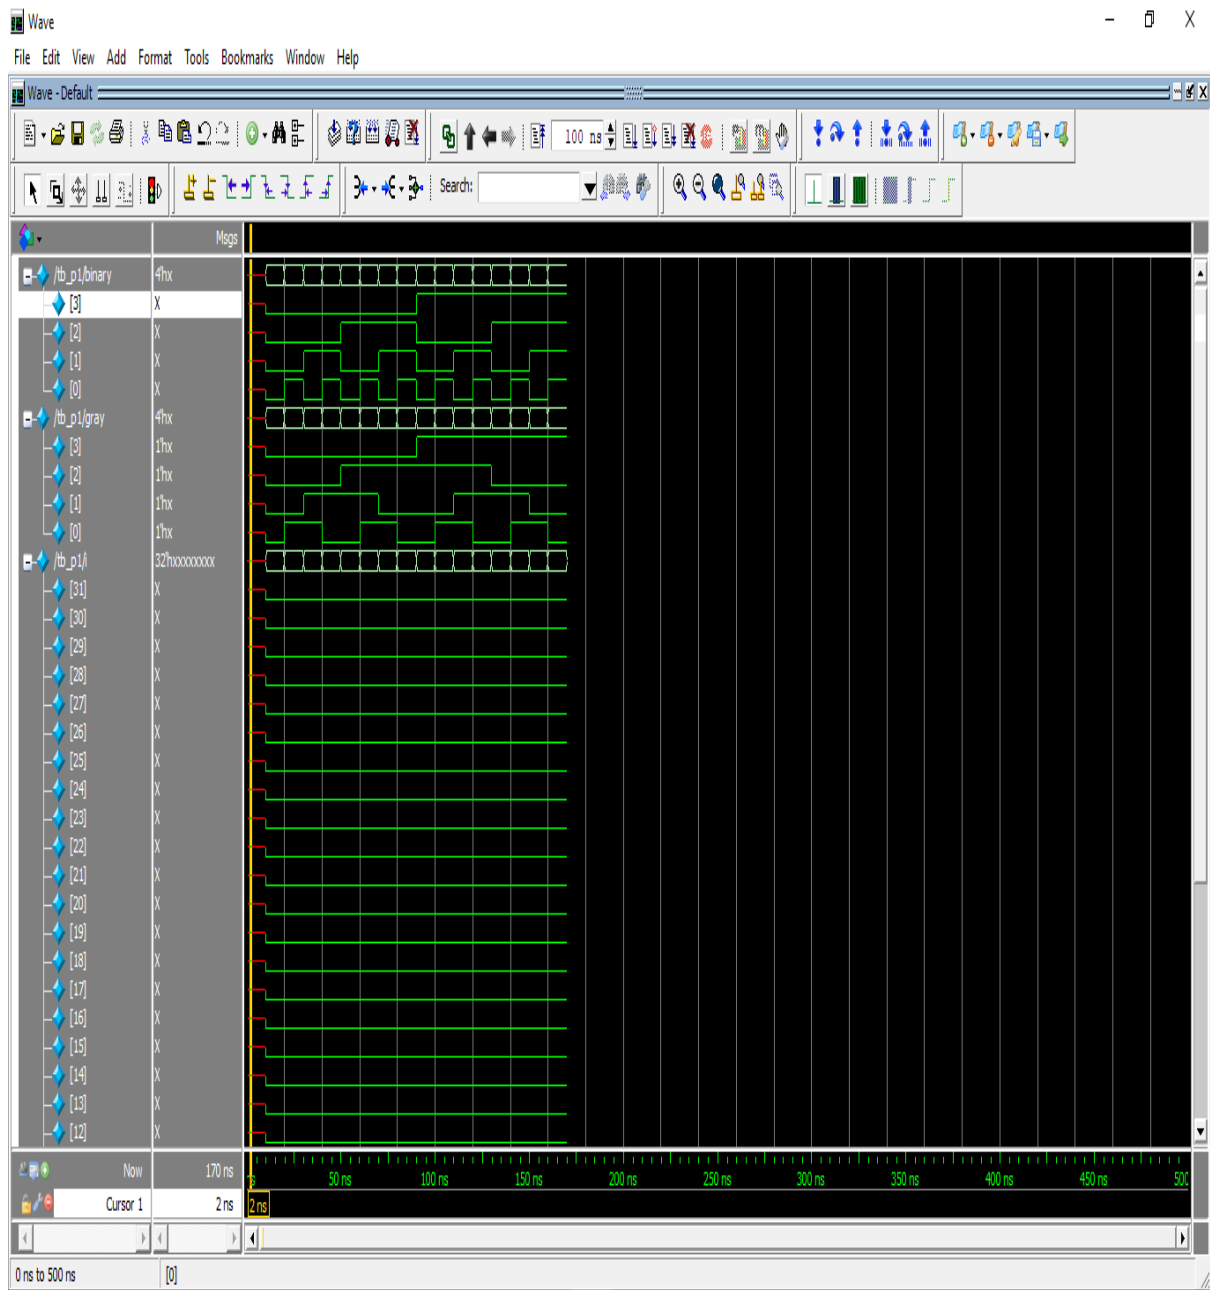 Wave
File Edit View Add Format Tools Bookmarks Window Help
Wave - Default
100 ns
Search:
Msgs
/tb_p1/binary 4'hx
[3] X
[2] X
[1] X
[0] X
/tb_p1/gray 4'hx
[3] 1'hx
[2] 1'hx
[1] 1'hx
[0] 1'hx
/tb_p1/i 32'hxxxxxxxx
[31] X
[30] X
[29] X
[28] X
[27] X
[26] X
[25] X
[24] X
[23] X
[22] X
[21] X
[20] X
[19] X
[18] X
[17] X
[16] X
[15] X
[14] X
[13] X
[12] X
Now 170 ns
50 ns 100 ns 150 ns 200 ns 250 ns 300 ns 350 ns 400 ns 450 ns 500
Cursor 1 2 ns 2 ns
0 ns to 500 ns [0]